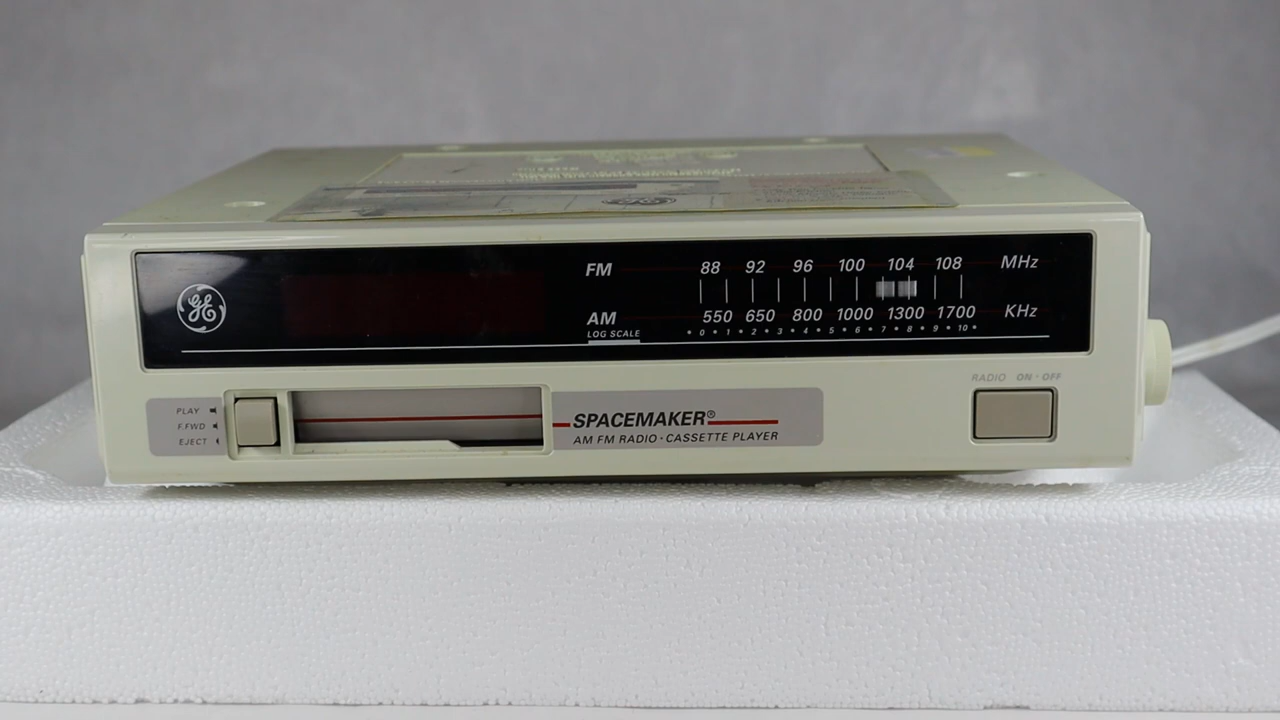 GE
FM 88 92 96 100 104 108 MHz
AM 550 650 800 1000 1300 1700 KHz
LOG SCALE • 0 • 1 • 2 • 3 • 4 • 5 • 6 • 7 • 8 • 9 • 10 •
RADIO ON • OFF
PLAY
F.FWD
EJECT
SPACEMAKER®
AM FM RADIO • CASSETTE PLAYER